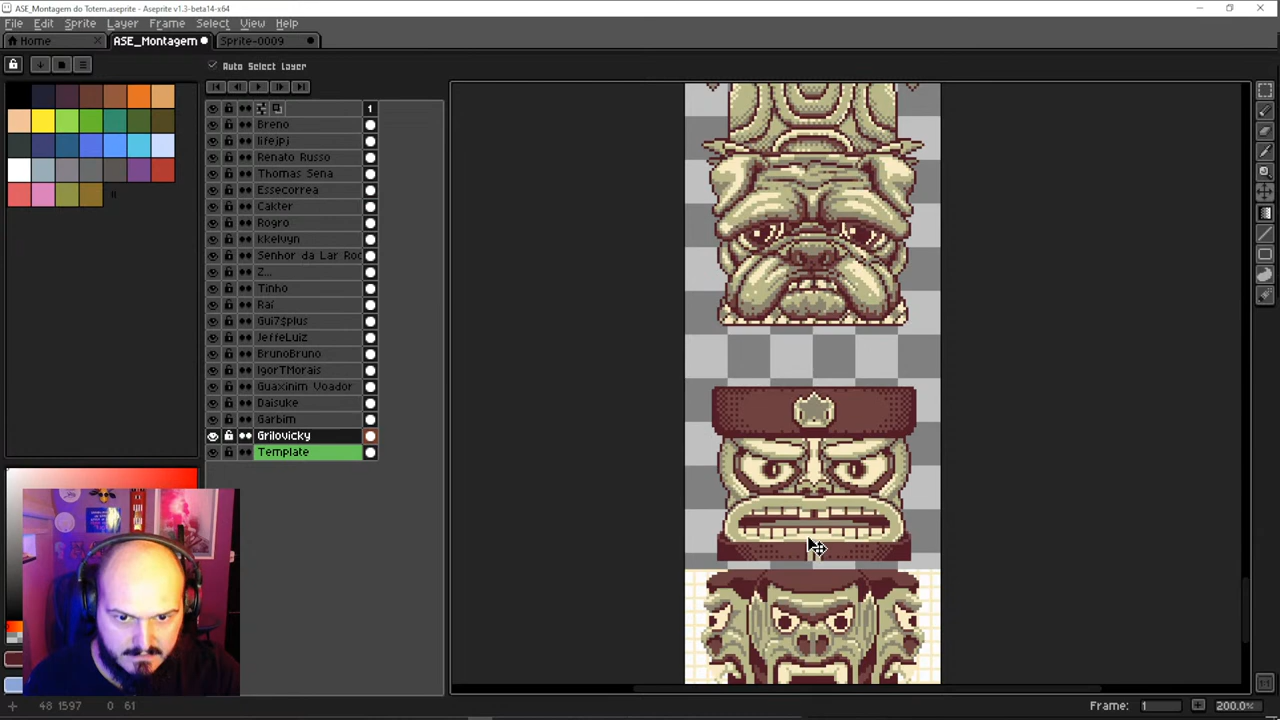 ASE_Montagem do Totem.aseprite - Aseprite v1.3-beta14-x64
File Edit Sprite Layer Frame Select View Help
Home ASE_Montagem Sprite-0009
Auto Select Layer
1
Breno
lifejpj
Renato Russo
Thomas Sena
Essecorrea
Cakter
Rogro
kkelvyn
Senhor da Lar Roc
Z...
Tinho
Raí
Gui7$plus
JeffeLuiz
BrunoBruno
IgorTMorais
Guaxinim Voador
Daisuke
Garbim
Grilovicky
Template
48 1597 0 61 Frame: 1 200.0%